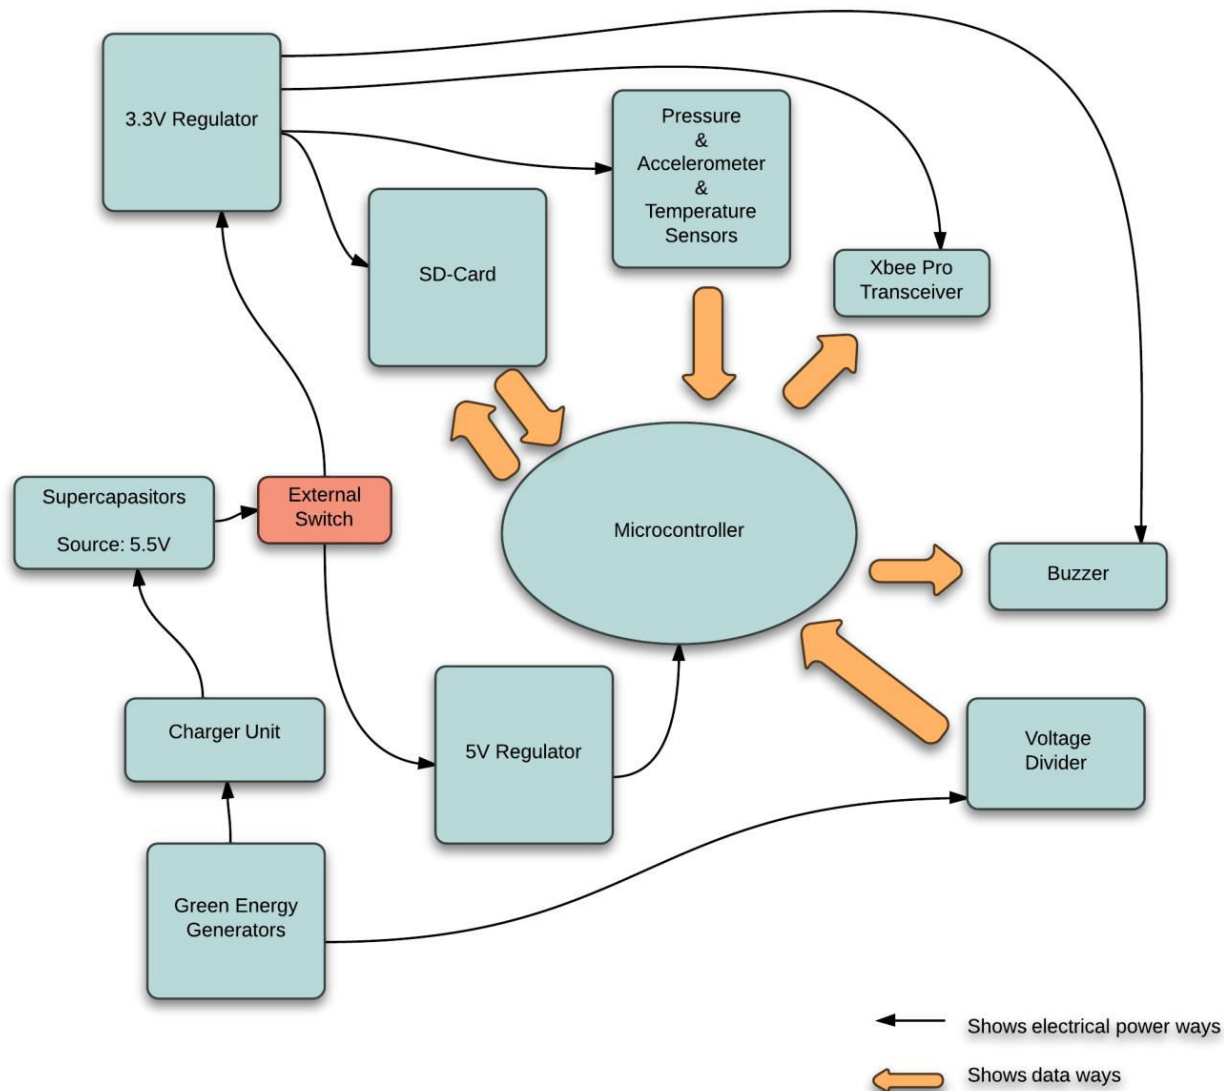 3.3V Regulator
Pressure
&
Accelerometer
&
Temperature
Sensors
SD-Card
Xbee Pro
Transceiver
Supercapasitors
Source: 5.5V
External
Switch
Microcontroller
Buzzer
Charger Unit
5V Regulator
Voltage
Divider
Green Energy
Generators
Shows electrical power ways
Shows data ways